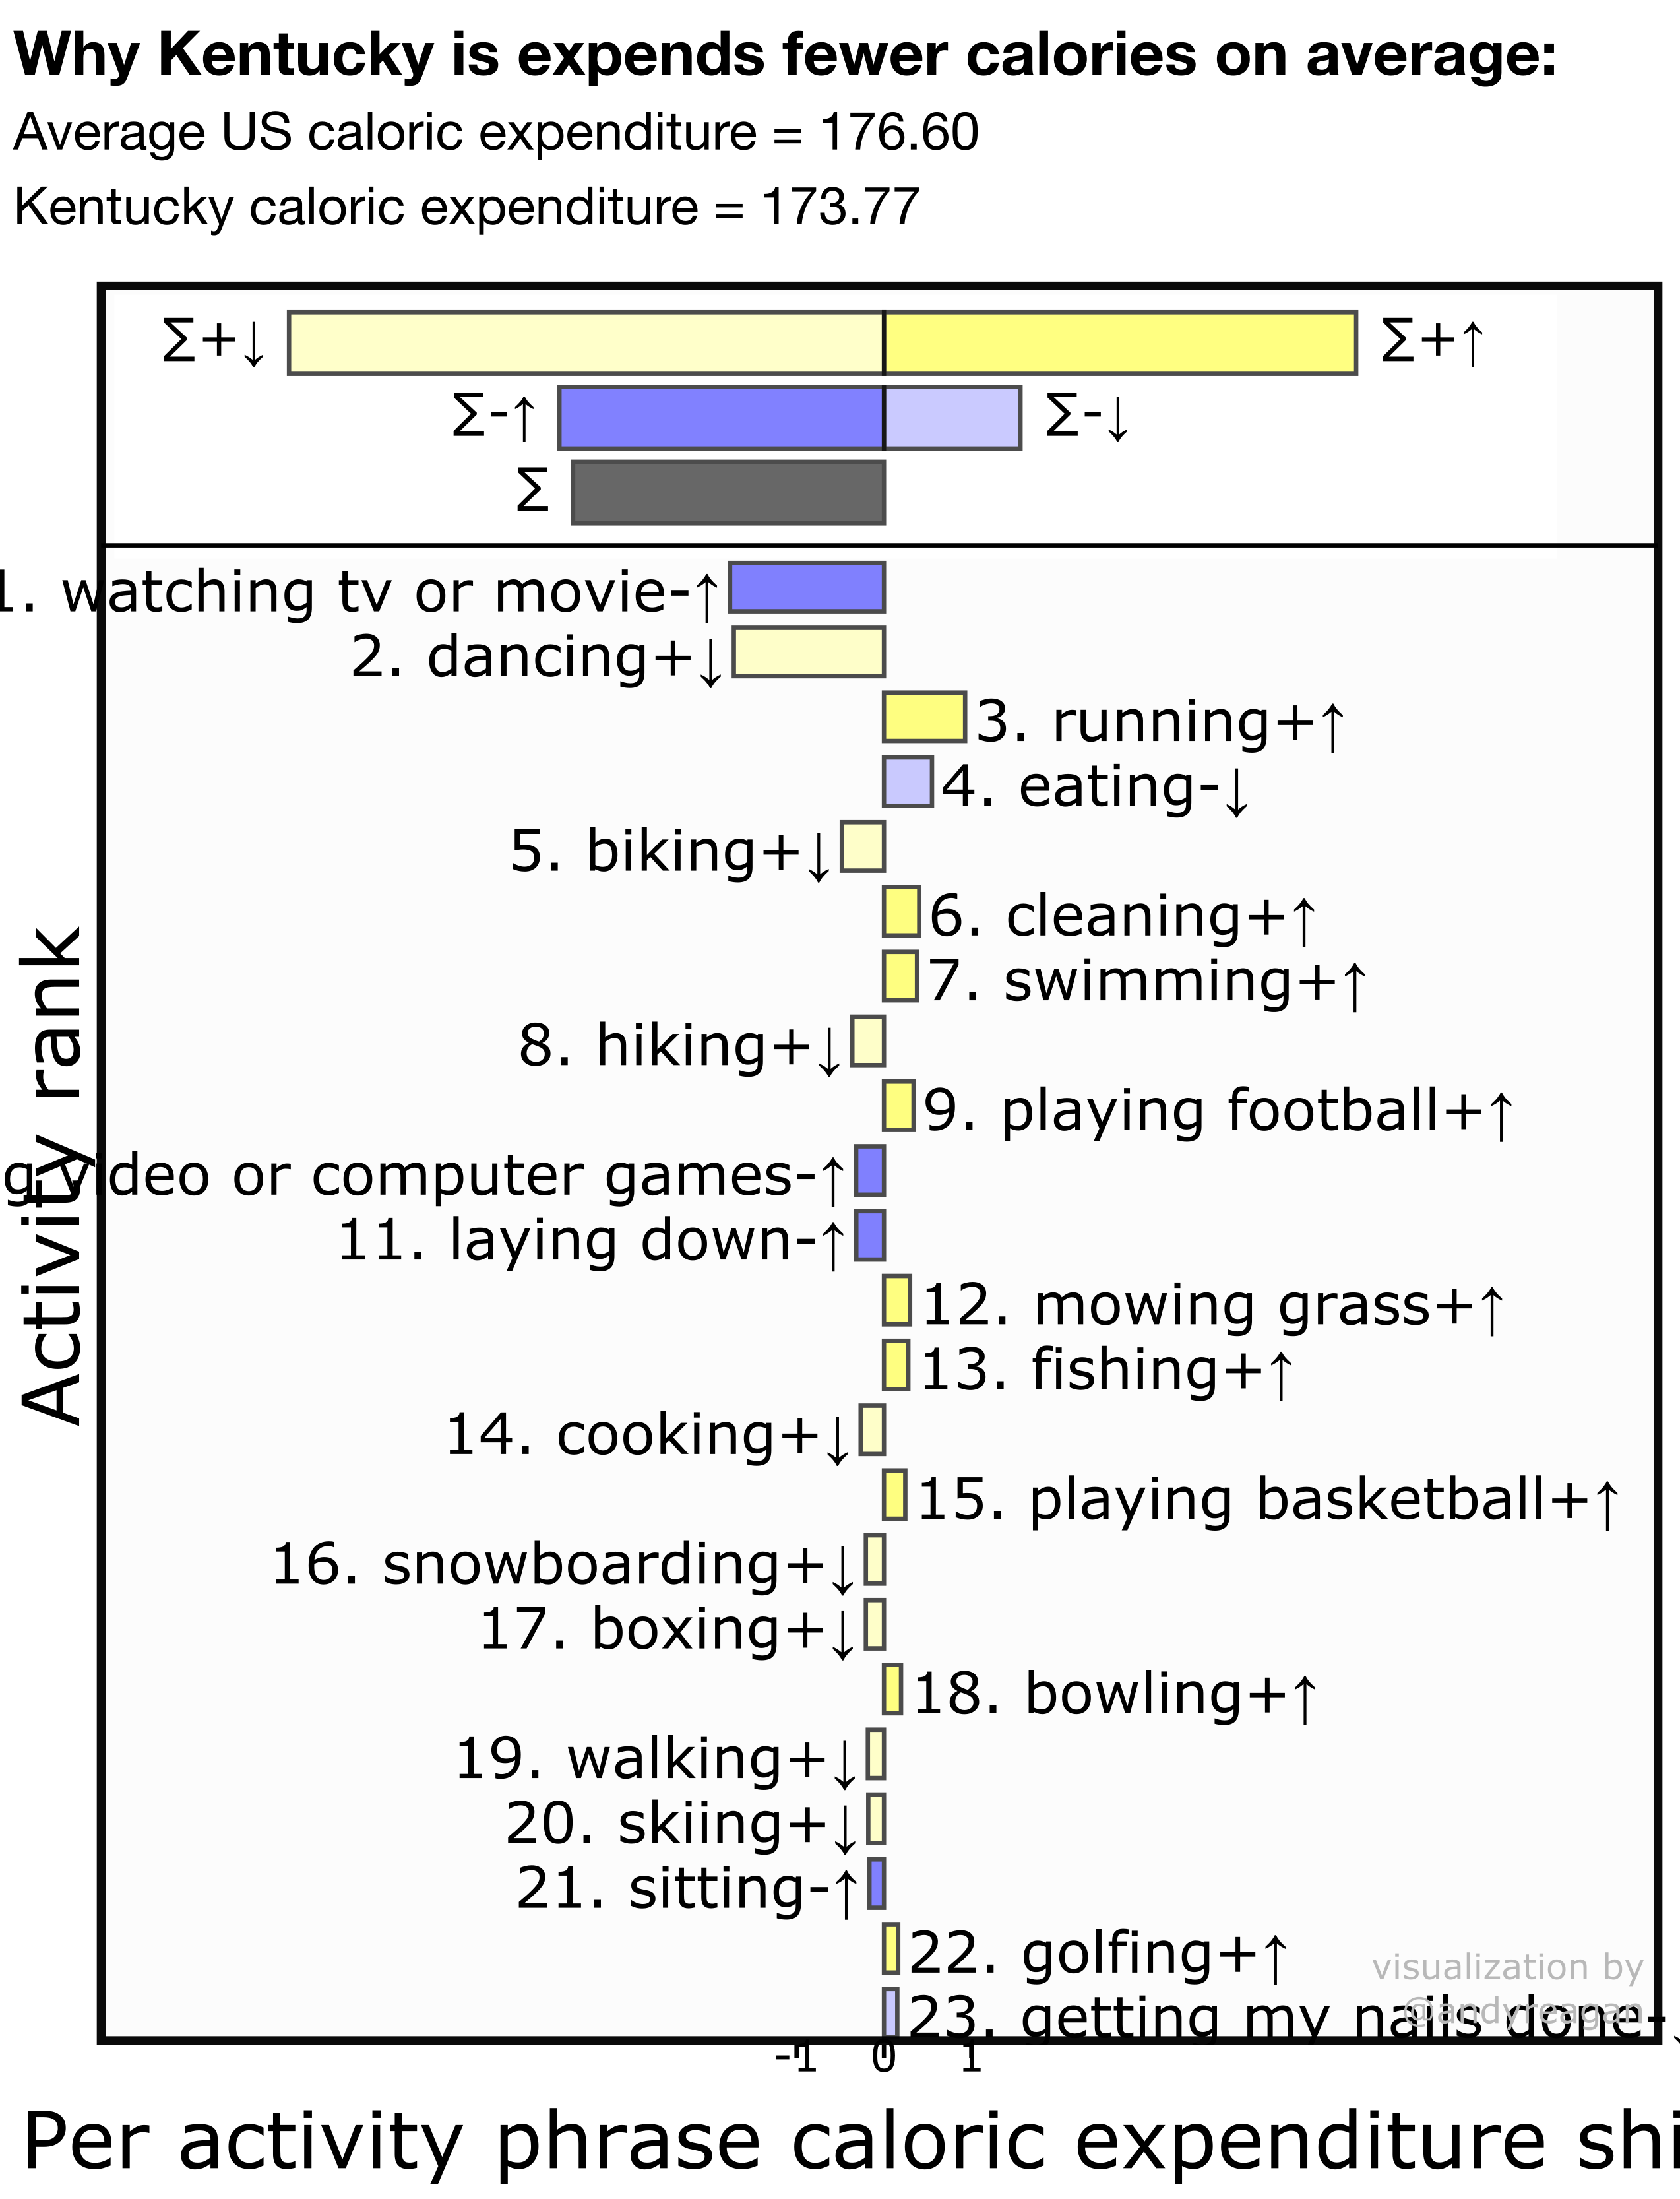 Why Kentucky is expends fewer calories on average:
Average US caloric expenditure = 176.60
Kentucky caloric expenditure = 173.77
∑+↓
∑+↑
∑-↑
∑-↓
∑
1. watching tv or movie-↑
2. dancing+↓
3. running+↑
4. eating-↓
5. biking+↓
6. cleaning+↑
7. swimming+↑
8. hiking+↓
9. playing football+↑
g video or computer games-↑
11. laying down-↑
12. mowing grass+↑
13. fishing+↑
14. cooking+↓
15. playing basketball+↑
16. snowboarding+↓
17. boxing+↓
18. bowling+↑
19. walking+↓
20. skiing+↓
21. sitting-↑
22. golfing+↑
23. getting my nails done-↓
visualization by
@andyreagan
Activity rank
-1 0 1
Per activity phrase caloric expenditure shi